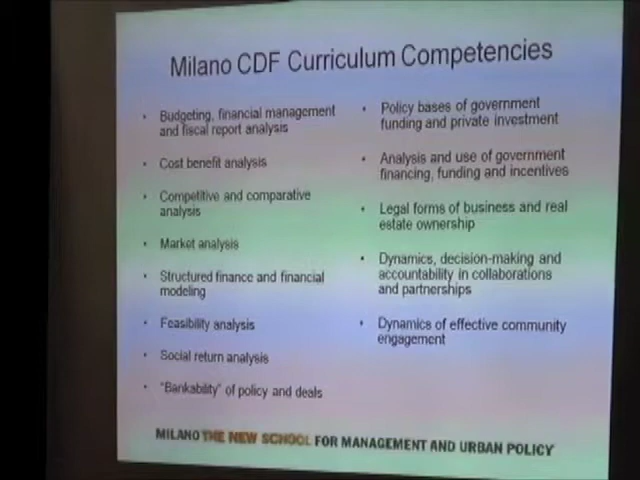 Milano CDF Curriculum Competencies
• Budgeting, financial management
and fiscal report analysis
• Cost benefit analysis
• Competitive and comparative
analysis
• Market analysis
• Structured finance and financial
modeling
• Feasibility analysis
• Social return analysis
• "Bankability" of policy and deals
• Policy bases of government
funding and private investment
• Analysis and use of government
financing, funding and incentives
• Legal forms of business and real
estate ownership
• Dynamics, decision-making and
accountability in collaborations
and partnerships
• Dynamics of effective community
engagement
MILANO THE NEW SCHOOL FOR MANAGEMENT AND URBAN POLICY